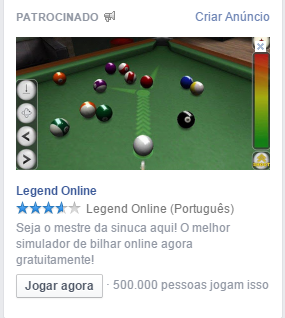 PATROCINADO Criar Anúncio
Legend Online
Legend Online (Português)
Seja o mestre da sinuca aqui! O melhor
simulador de bilhar online agora
gratuitamente!
Jogar agora · 500.000 pessoas jogam isso